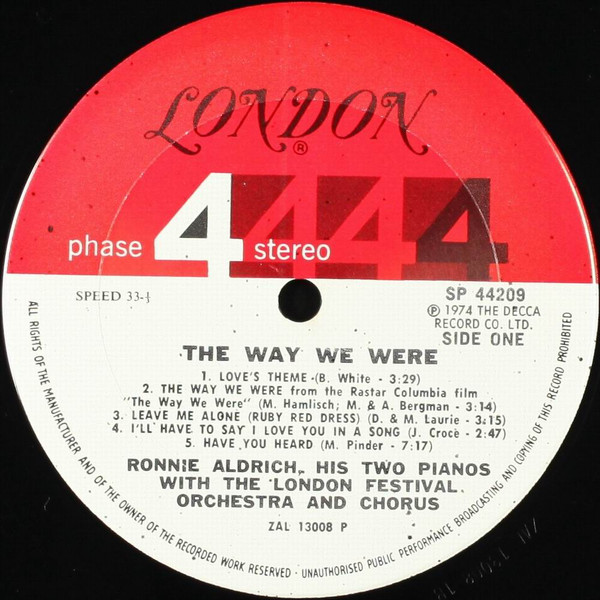 LONDON
®
phase 4 stereo 4 4 4
SPEED 33-⅓
SP 44209
℗ 1974 THE DECCA
RECORD CO. LTD.
SIDE ONE
THE WAY WE WERE
1. LOVE'S THEME-(B. White - 3:29)
2. THE WAY WE WERE from the Rastar Columbia film
"The Way We Were" (M. Hamlisch; M. & A. Bergman - 3:14)
3. LEAVE ME ALONE (RUBY RED DRESS) (D. & M. Laurie - 3:15)
4. I'LL HAVE TO SAY I LOVE YOU IN A SONG (J. Croce - 2:47)
5. HAVE YOU HEARD (M. Pinder - 7:17)
RONNIE ALDRICH, HIS TWO PIANOS
WITH THE LONDON FESTIVAL
ORCHESTRA AND CHORUS
ZAL 13008 P
ALL RIGHTS OF THE MANUFACTURER AND OF THE OWNER OF THE RECORDED WORK RESERVED - UNAUTHORISED PUBLIC PERFORMANCE BROADCASTING AND COPYING OF THIS RECORD PROHIBITED